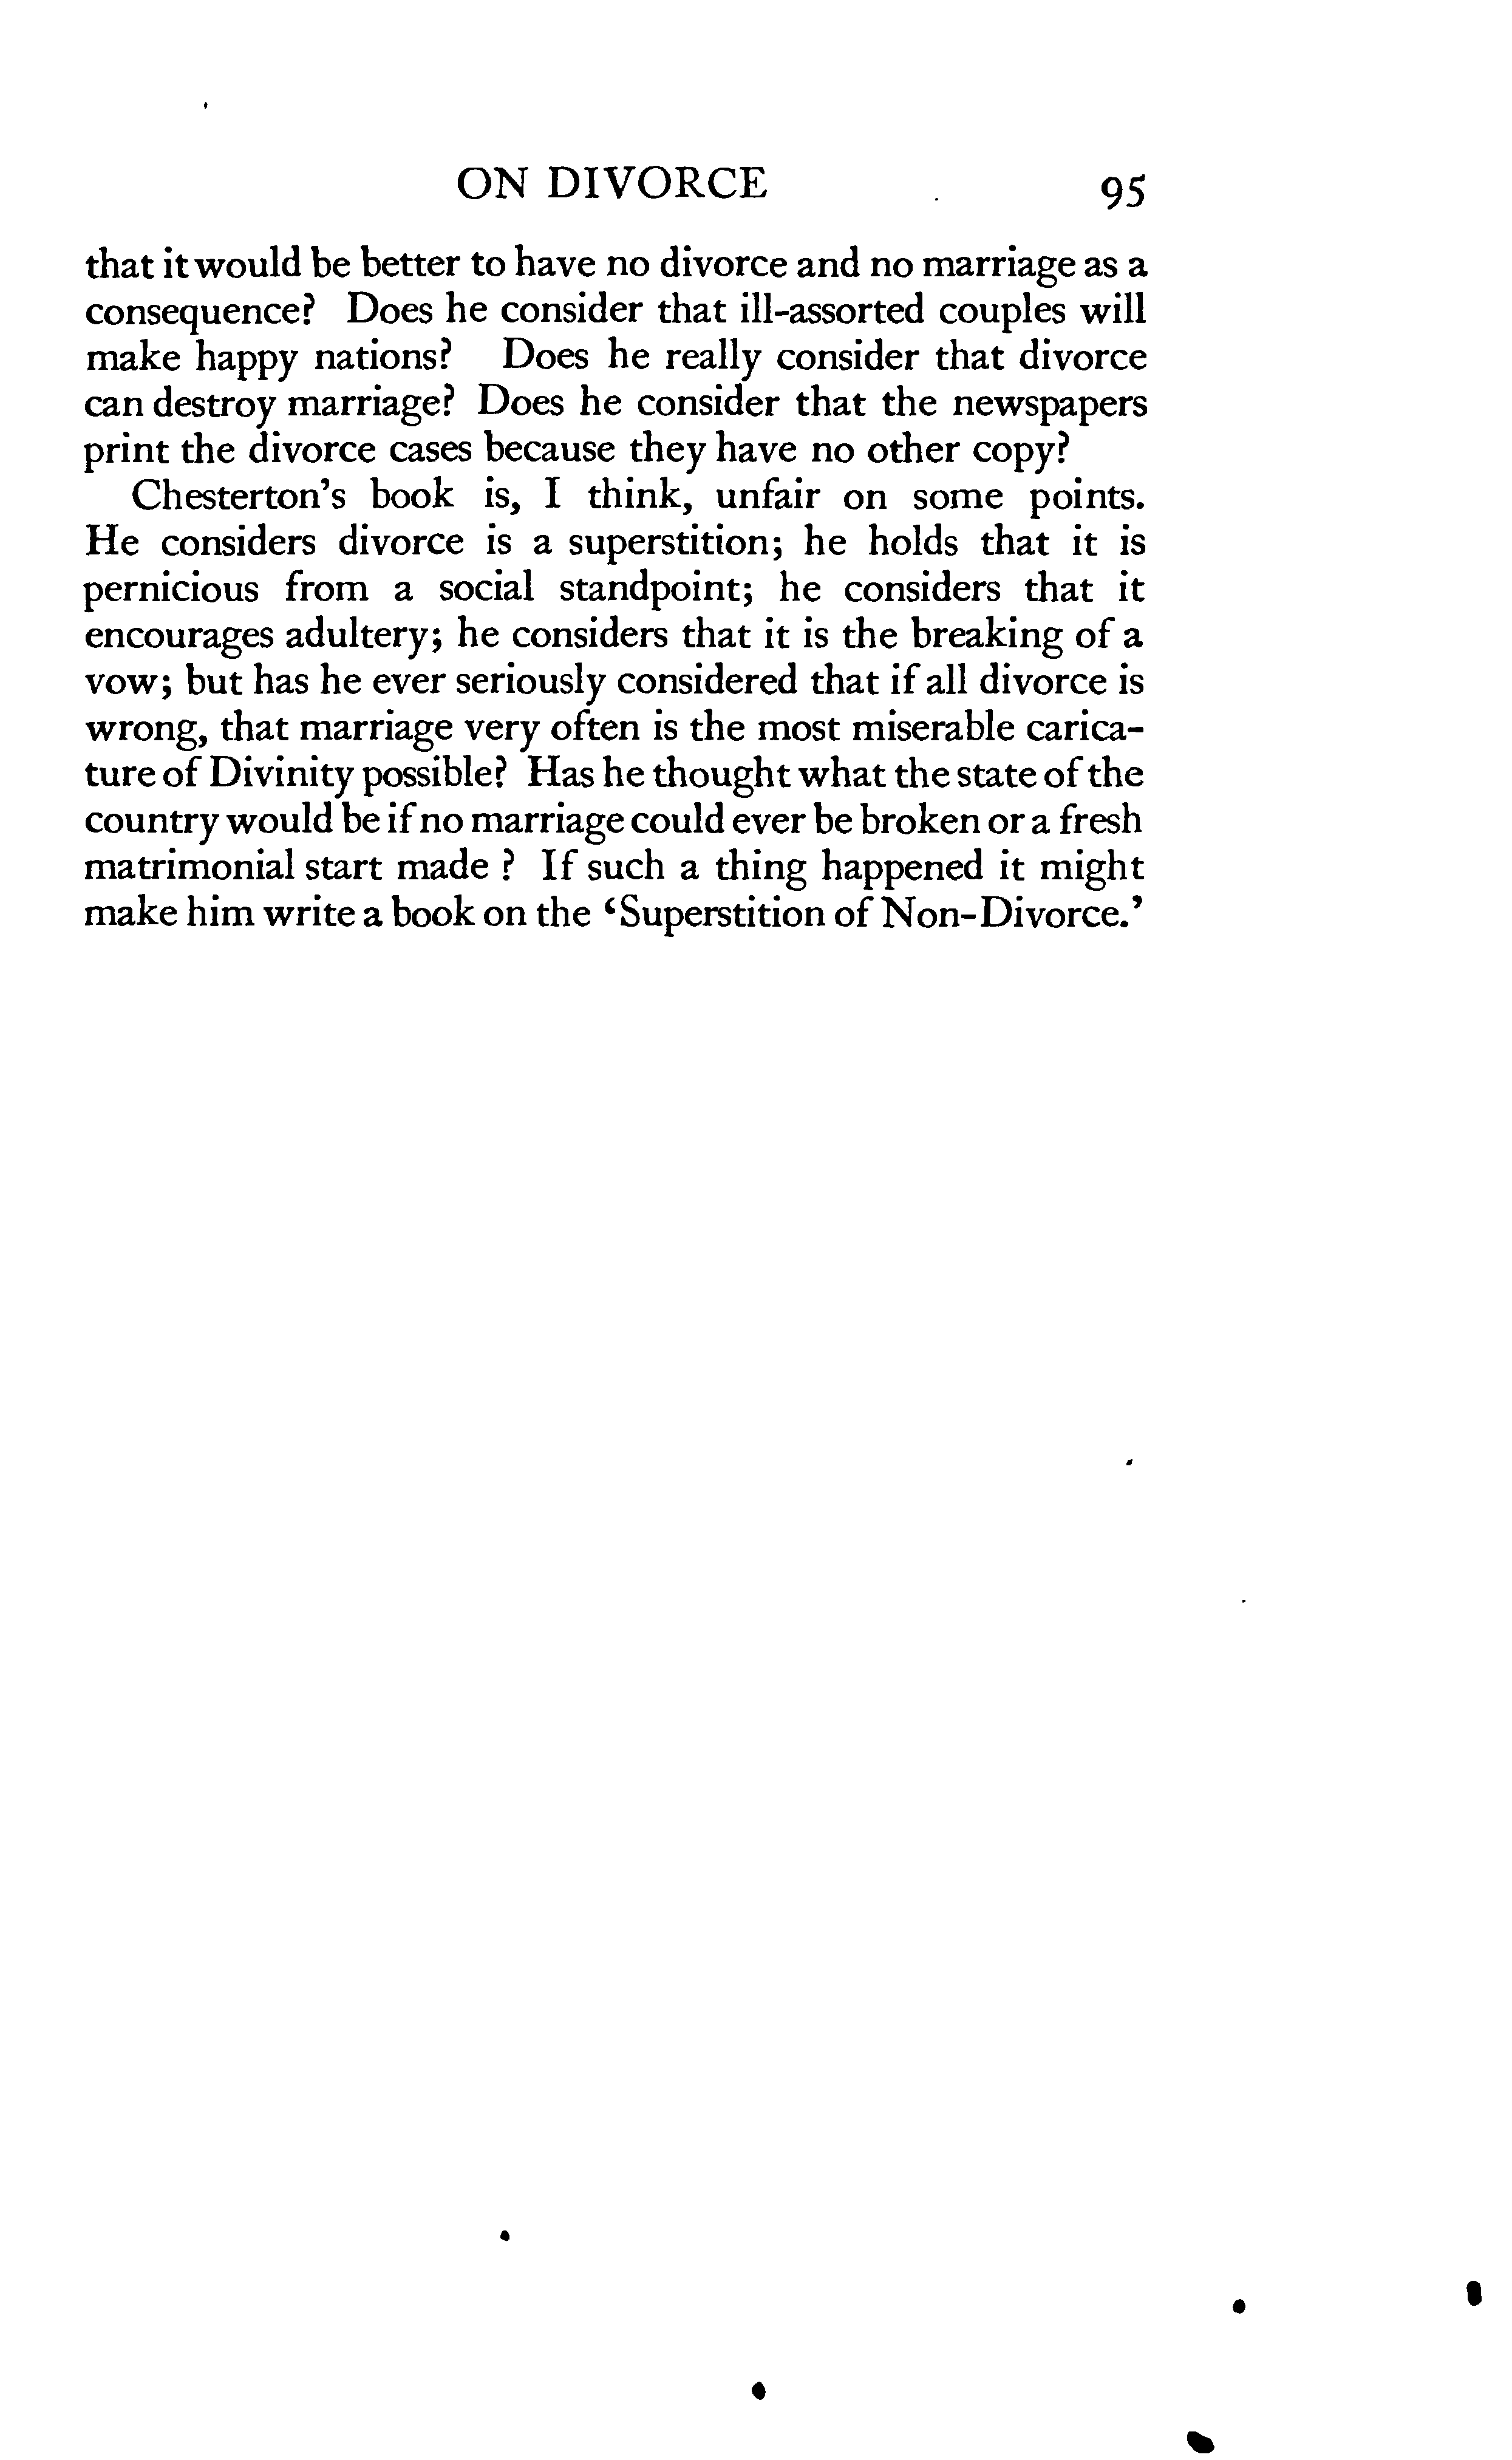 ON DIVORCE 95
that it would be better to have no divorce and no marriage as a
consequence? Does he consider that ill-assorted couples will
make happy nations? Does he really consider that divorce
can destroy marriage? Does he consider that the newspapers
print the divorce cases because they have no other copy?
Chesterton's book is, I think, unfair on some points.
He considers divorce is a superstition; he holds that it is
pernicious from a social standpoint; he considers that it
encourages adultery; he considers that it is the breaking of a
vow; but has he ever seriously considered that if all divorce is
wrong, that marriage very often is the most miserable carica-
ture of Divinity possible? Has he thought what the state of the
country would be if no marriage could ever be broken or a fresh
matrimonial start made ? If such a thing happened it might
make him write a book on the ‘Superstition of Non-Divorce.’